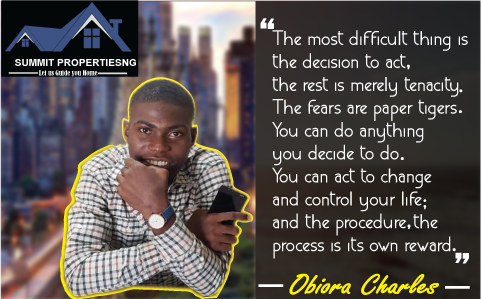 SUMMIT PROPERTIESNG
Let us Guide you Home
“The most difficult thing is
the decision to act,
the rest is merely tenacity.
The fears are paper tigers.
You can do anything
you decide to do.
You can act to change
and control your life;
and the procedure,the
process is its own reward.”
— Obiora Charles —